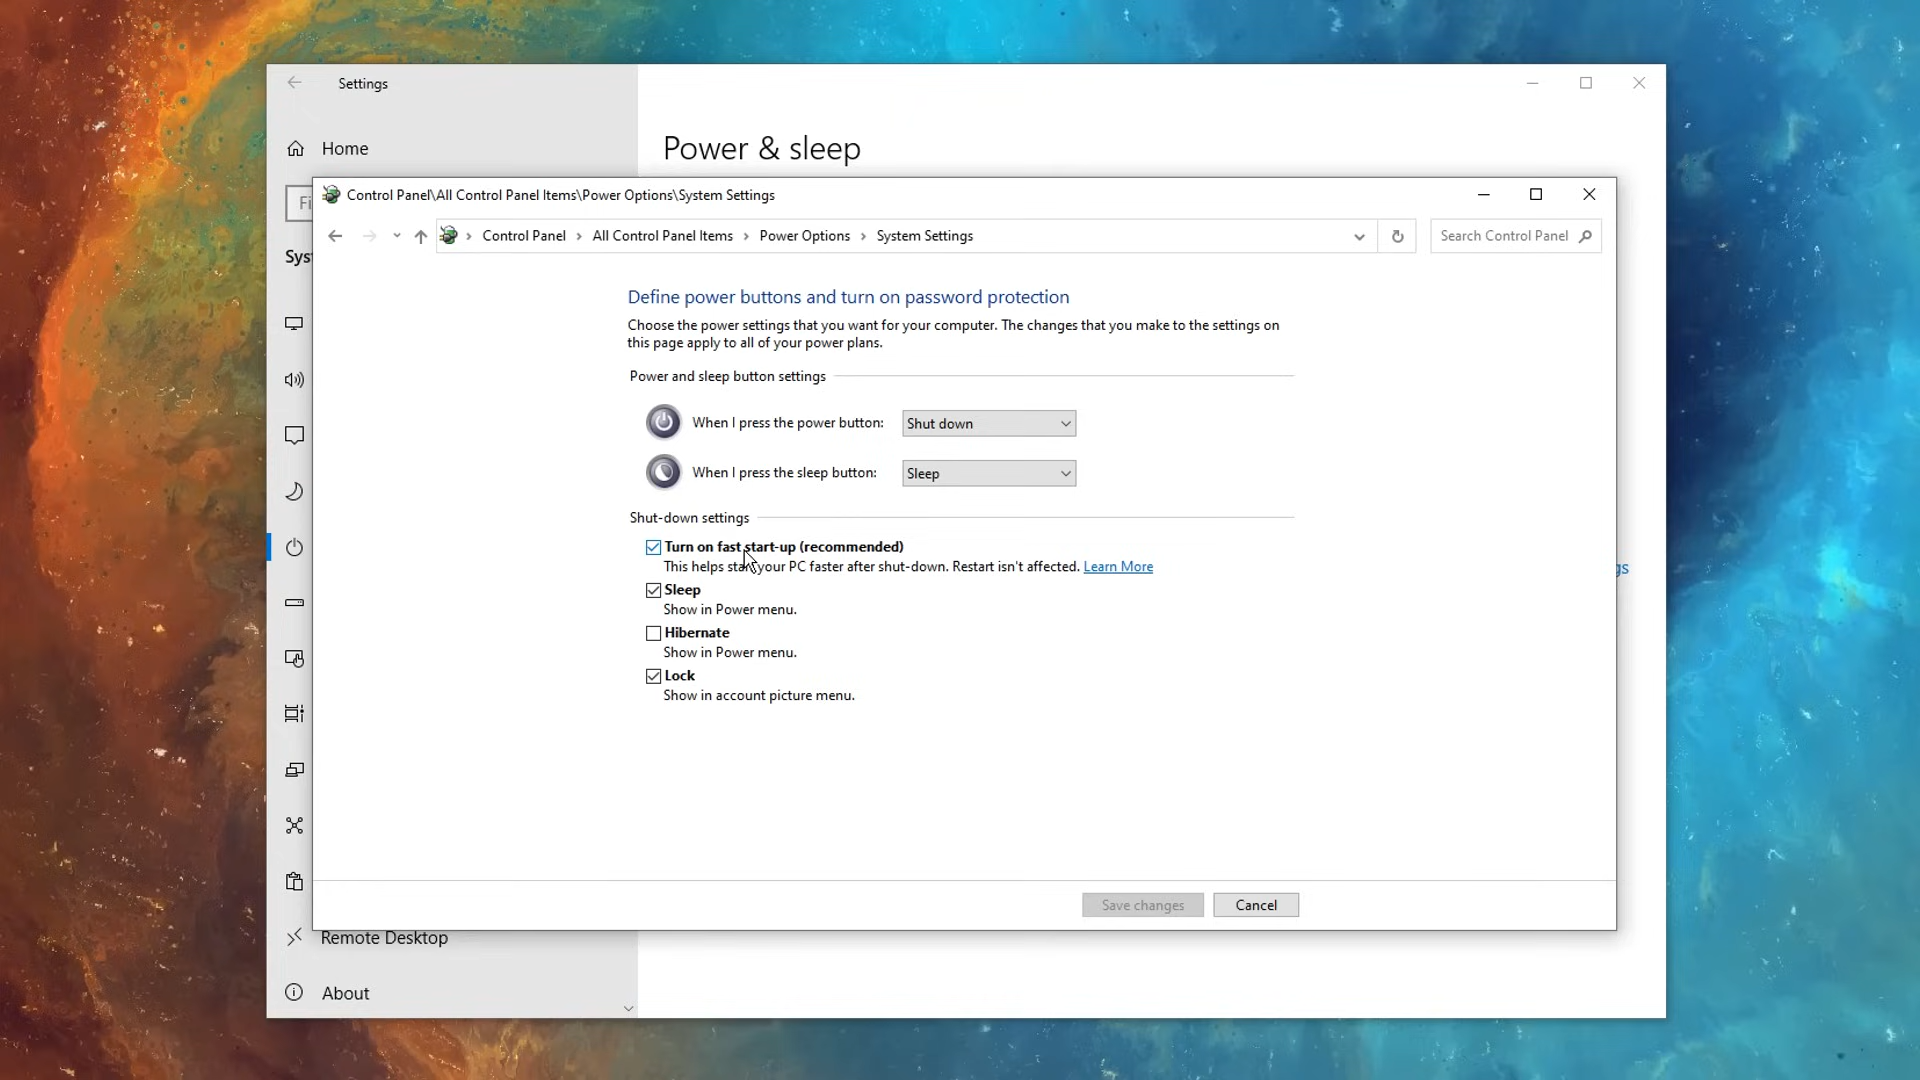 Settings
Home
Power & sleep
Fi
Sys
Control Panel\All Control Panel Items\Power Options\System Settings
Control Panel > All Control Panel Items > Power Options > System Settings
Search Control Panel
Define power buttons and turn on password protection
Choose the power settings that you want for your computer. The changes that you make to the settings on
this page apply to all of your power plans.
Power and sleep button settings
When I press the power button: Shut down
When I press the sleep button: Sleep
Shut-down settings
Turn on fast start-up (recommended)
This helps start your PC faster after shut-down. Restart isn't affected. Learn More
gs
Sleep
Show in Power menu.
Hibernate
Show in Power menu.
Lock
Show in account picture menu.
Save changes
Cancel
Remote Desktop
About